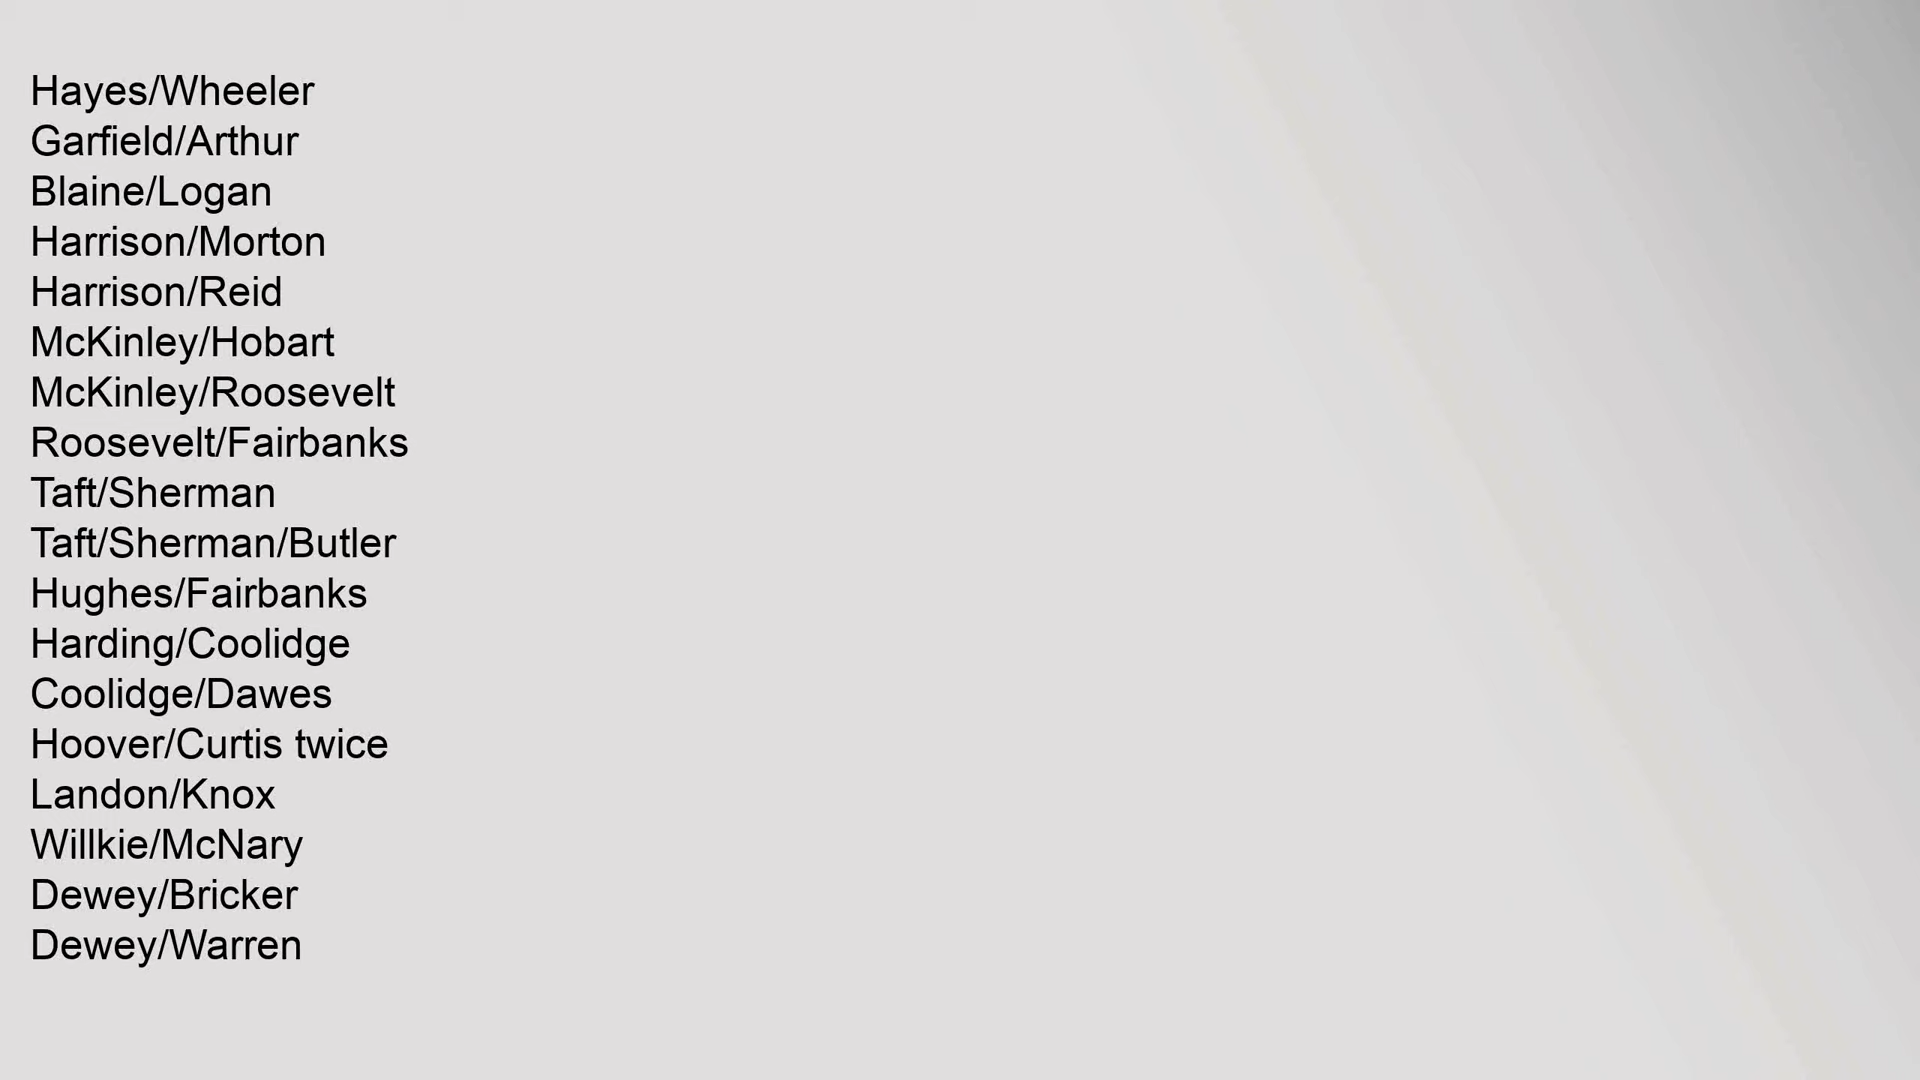 Hayes/Wheeler
Garfield/Arthur
Blaine/Logan
Harrison/Morton
Harrison/Reid
McKinley/Hobart
McKinley/Roosevelt
Roosevelt/Fairbanks
Taft/Sherman
Taft/Sherman/Butler
Hughes/Fairbanks
Harding/Coolidge
Coolidge/Dawes
Hoover/Curtis twice
Landon/Knox
Willkie/McNary
Dewey/Bricker
Dewey/Warren